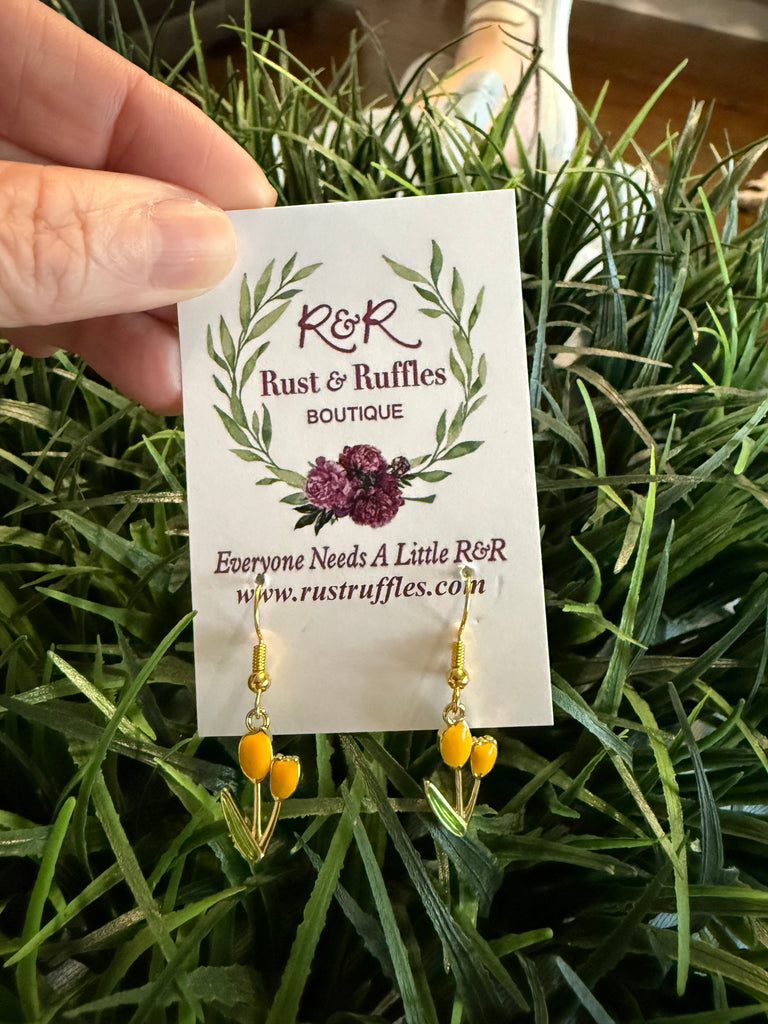 R&R
Rust & Ruffles
BOUTIQUE
Everyone Needs A Little R&R
www.rustruffles.com